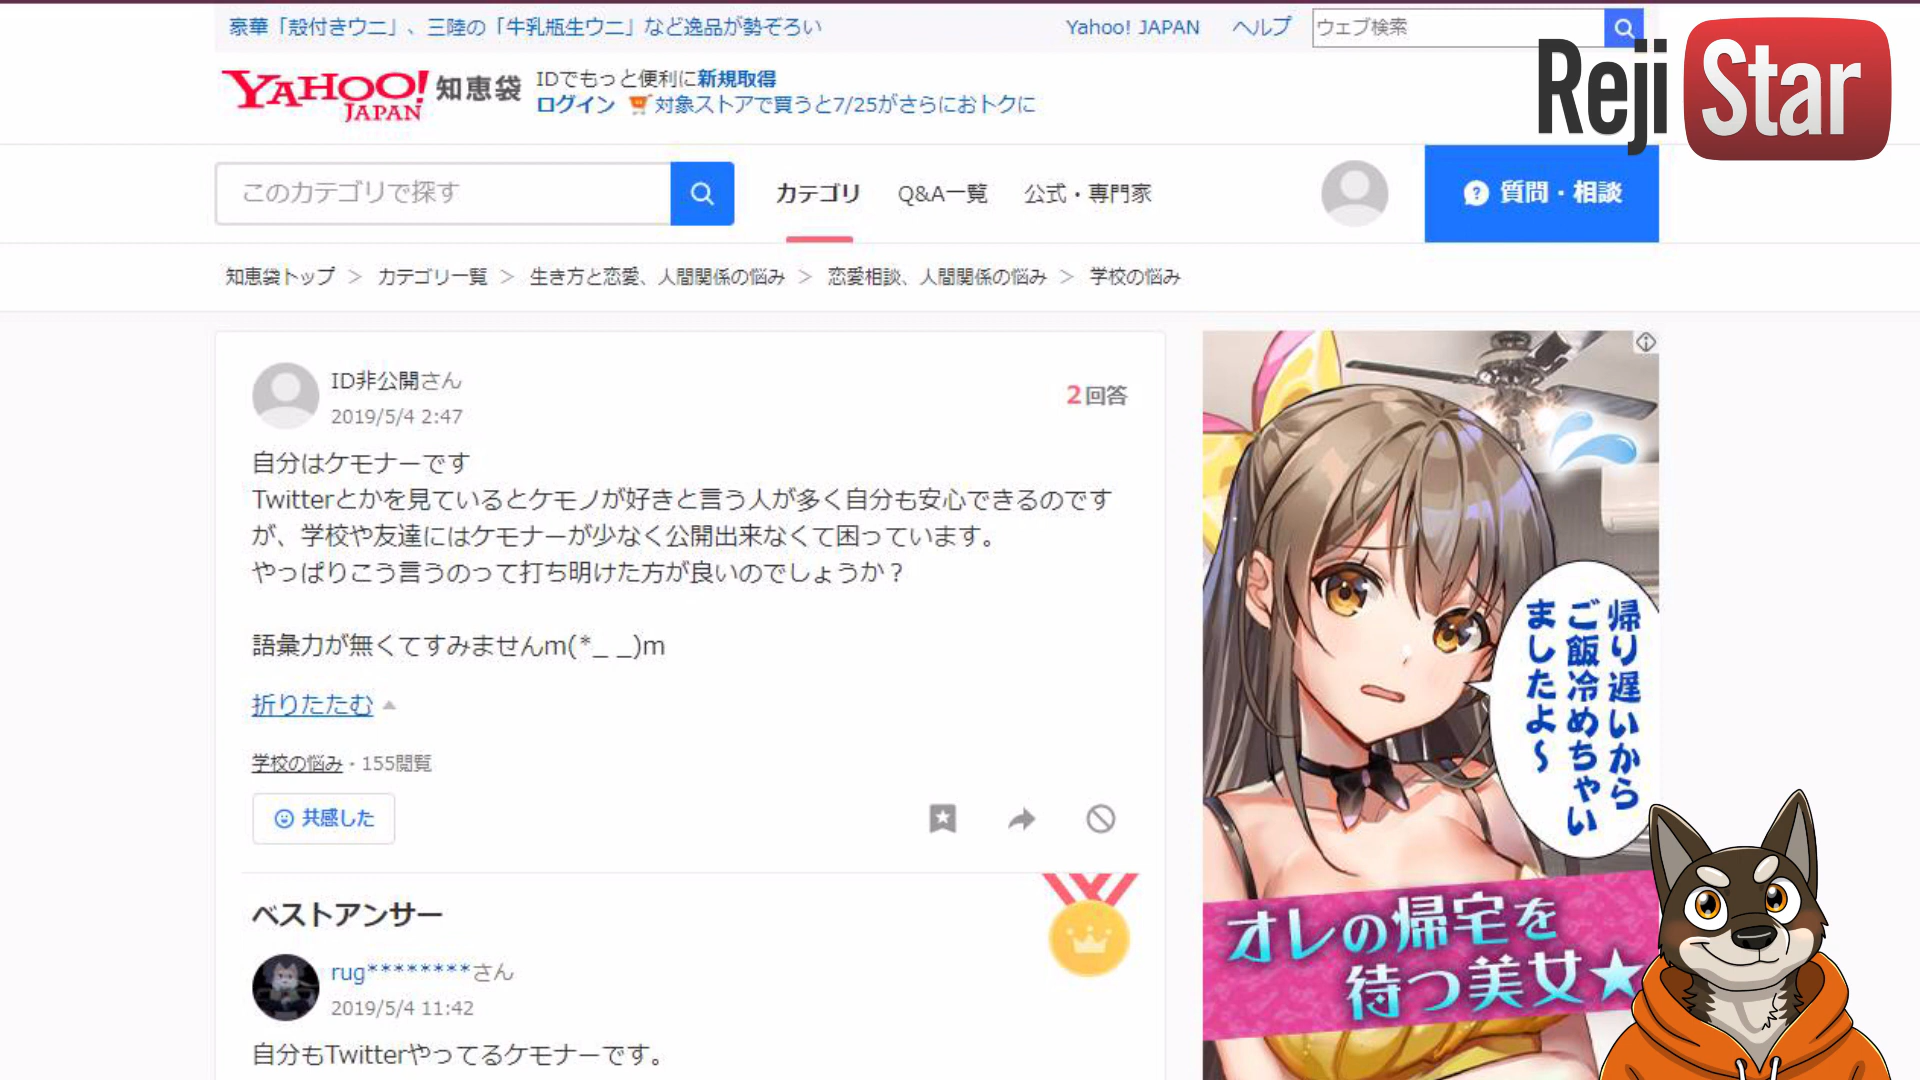 豪華「殻付きウニ」、三陸の「牛乳瓶生ウニ」など逸品が勢ぞろい
Yahoo! JAPAN
ヘルプ
ウェブ検索
Reji Star
YAHOO! JAPAN 知恵袋
IDでもっと便利に新規取得
ログイン 対象ストアで買うと7/25がさらにおトクに
このカテゴリで探す
カテゴリ
Q&A一覧
公式・専門家
質問・相談
知恵袋トップ > カテゴリ一覧 > 生き方と恋愛、人間関係の悩み > 恋愛相談、人間関係の悩み > 学校の悩み
ID非公開さん
2019/5/4 2:47
2回答
自分はケモナーです
Twitterとかを見ているとケモノが好きと言う人が多く自分も安心できるのです
が、学校や友達にはケモナーが少なく公開出来なくて困っています。
やっぱりこう言うのって打ち明けた方が良いのでしょうか？
語彙力が無くてすみませんm(*_ _)m
折りたたむ
学校の悩み・155閲覧
共感した
ベストアンサー
rug********さん
2019/5/4 11:42
自分もTwitterやってるケモナーです。
帰り遅いから
ご飯冷めちゃい
ましたよ～
オレの帰宅を
待つ美女★